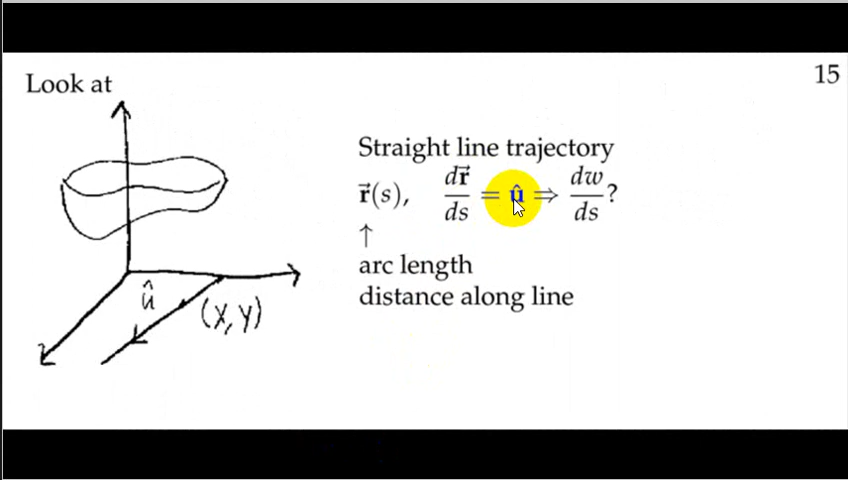 15
Look at
Straight line trajectory
r⃗(s), dr⃗/ds = û ⇒ dw/ds?
↑
arc length
distance along line
û
(x,y)